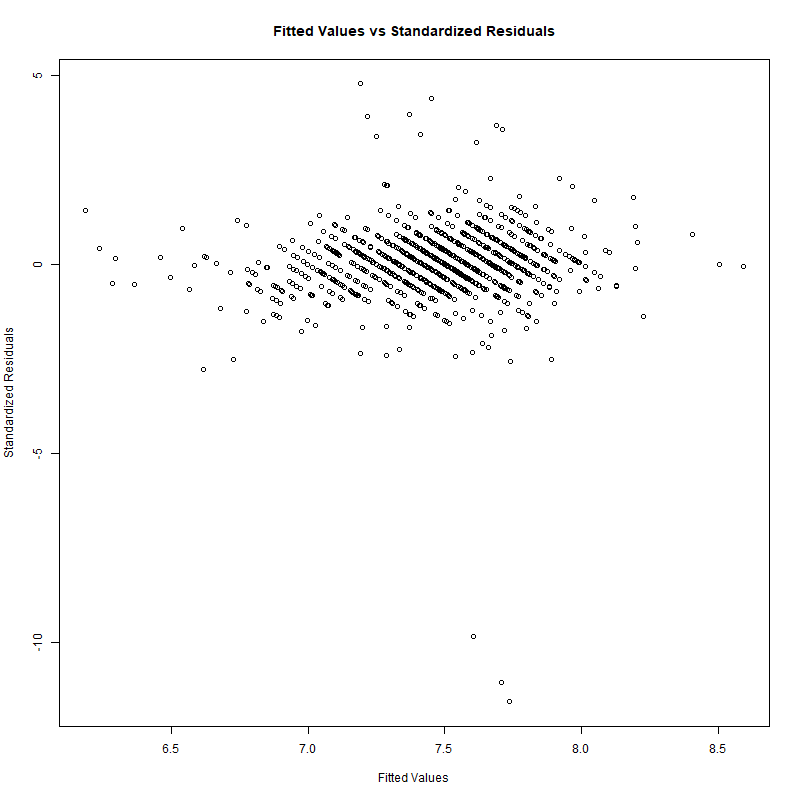 Fitted Values vs Standardized Residuals
5
0
-5
-10
Standardized Residuals
6.5 7.0 7.5 8.0 8.5
Fitted Values